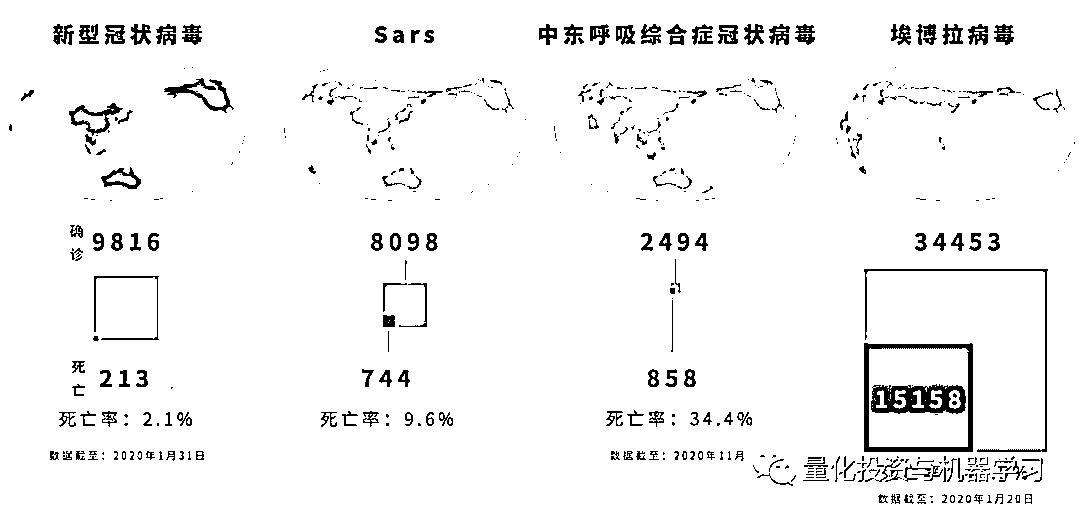 新型冠状病毒
Sars
中东呼吸综合症冠状病毒
埃博拉病毒
确诊
9816
8098
2494
34453
死亡
213
744
858
15158
死亡率：2.1%
死亡率：9.6%
死亡率：34.4%
数据截至：2020年1月31日
数据截至：2020年11月
量化投资与机器学习
数据截至：2020年1月20日